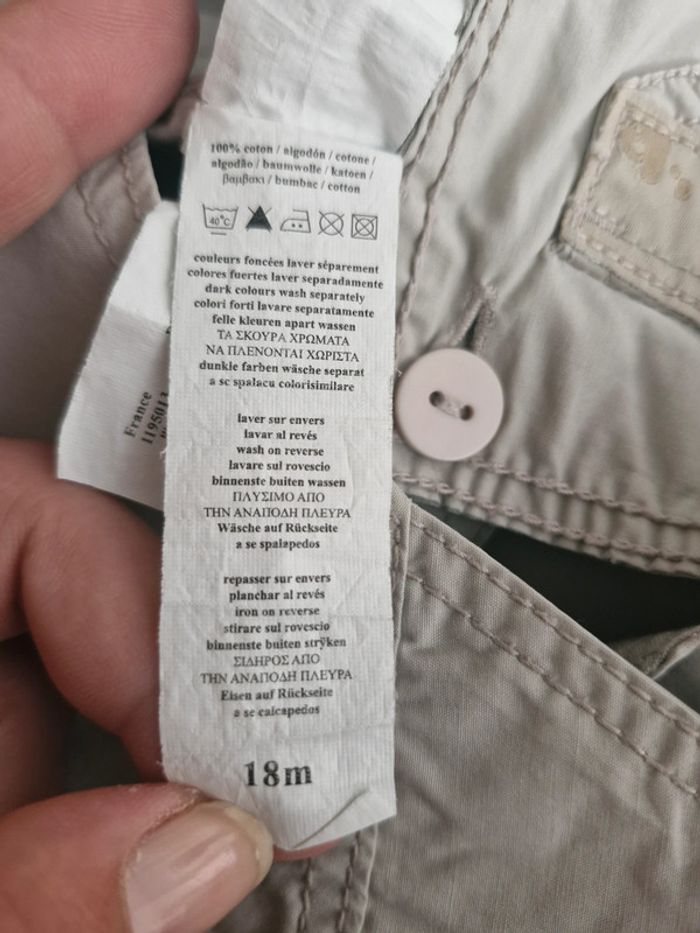 100% coton / algodón / cotone /
algodão / baumwolle / katoen /
βαμβακι / bumbac / cotton
40°C
couleurs foncées laver séparement
colores fuertes laver separadamente
dark colours wash separately
colori forti lavare separatamente
felle kleuren apart wassen
ΤΑ ΣΚΟΥΡΑ ΧΡΩΜΑΤΑ
ΝΑ ΠΛΕΝΟΝΤΑΙ ΧΩΡΙΣΤΑ
dunkle farben wäsche separat
a se spalacu colorisimilare
laver sur envers
lavar al revés
wash on reverse
lavare sul rovescio
binnenste buiten wassen
ΠΛΥΣΙΜΟ ΑΠΟ
ΤΗΝ ΑΝΑΠΟΔΗ ΠΛΕΥΡΑ
Wäsche auf Rückseite
a se spalapedos
repasser sur envers
planchar al revés
iron on reverse
stirare sul rovescio
binnenste buiten strÿken
ΣΙΔΗΡΟΣ ΑΠΟ
ΤΗΝ ΑΝΑΠΟΔΗ ΠΛΕΥΡΑ
Eisen auf Rückseite
a se calcapedos
18m
France